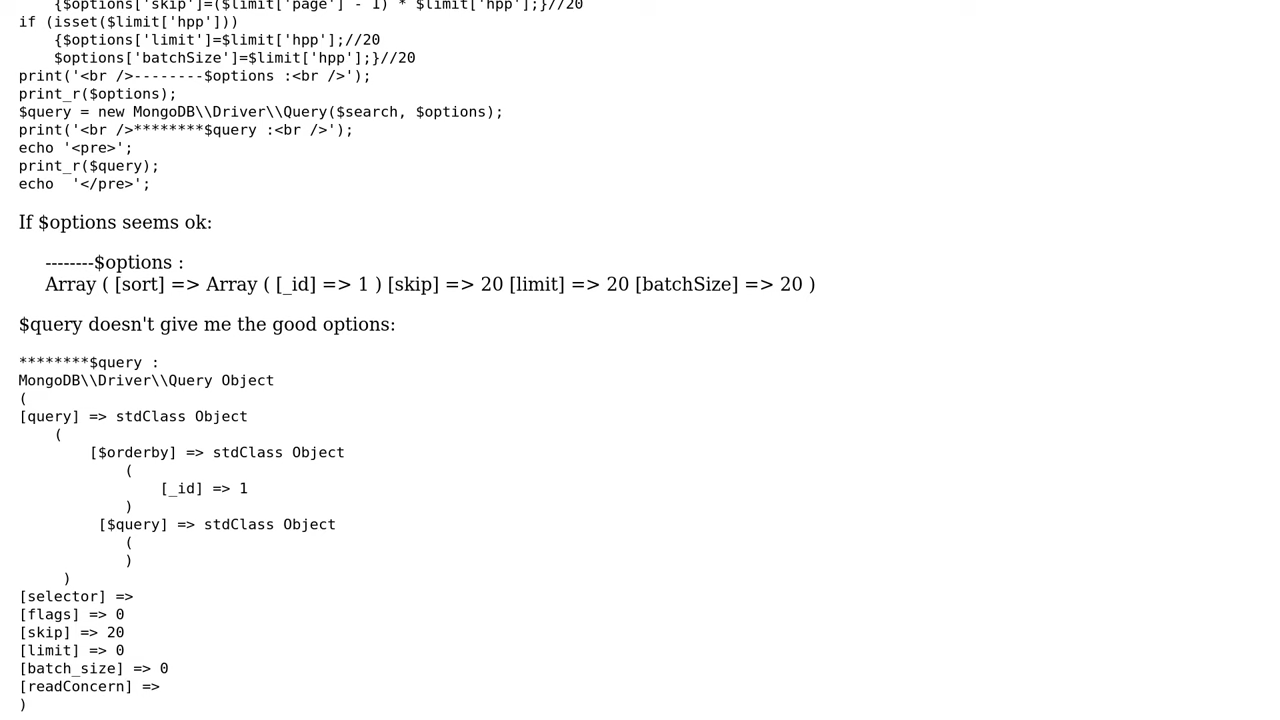 {$options['skip']=($limit['page'] - 1) * $limit['hpp'];}//20
if (isset($limit['hpp']))
    {$options['limit']=$limit['hpp'];//20
    $options['batchSize']=$limit['hpp'];}//20
print('<br />--------$options :<br />');
print_r($options);
$query = new MongoDB\\Driver\\Query($search, $options);
print('<br />********$query :<br />');
echo '<pre>';
print_r($query);
echo  '</pre>';
If $options seems ok:
--------$options :
Array ( [sort] => Array ( [_id] => 1 ) [skip] => 20 [limit] => 20 [batchSize] => 20 )
$query doesn't give me the good options:
********$query :
MongoDB\\Driver\\Query Object
(
[query] => stdClass Object
    (
        [$orderby] => stdClass Object
            (
                [_id] => 1
            )
         [$query] => stdClass Object
            (
            )
     )
[selector] =>
[flags] => 0
[skip] => 20
[limit] => 0
[batch_size] => 0
[readConcern] =>
)